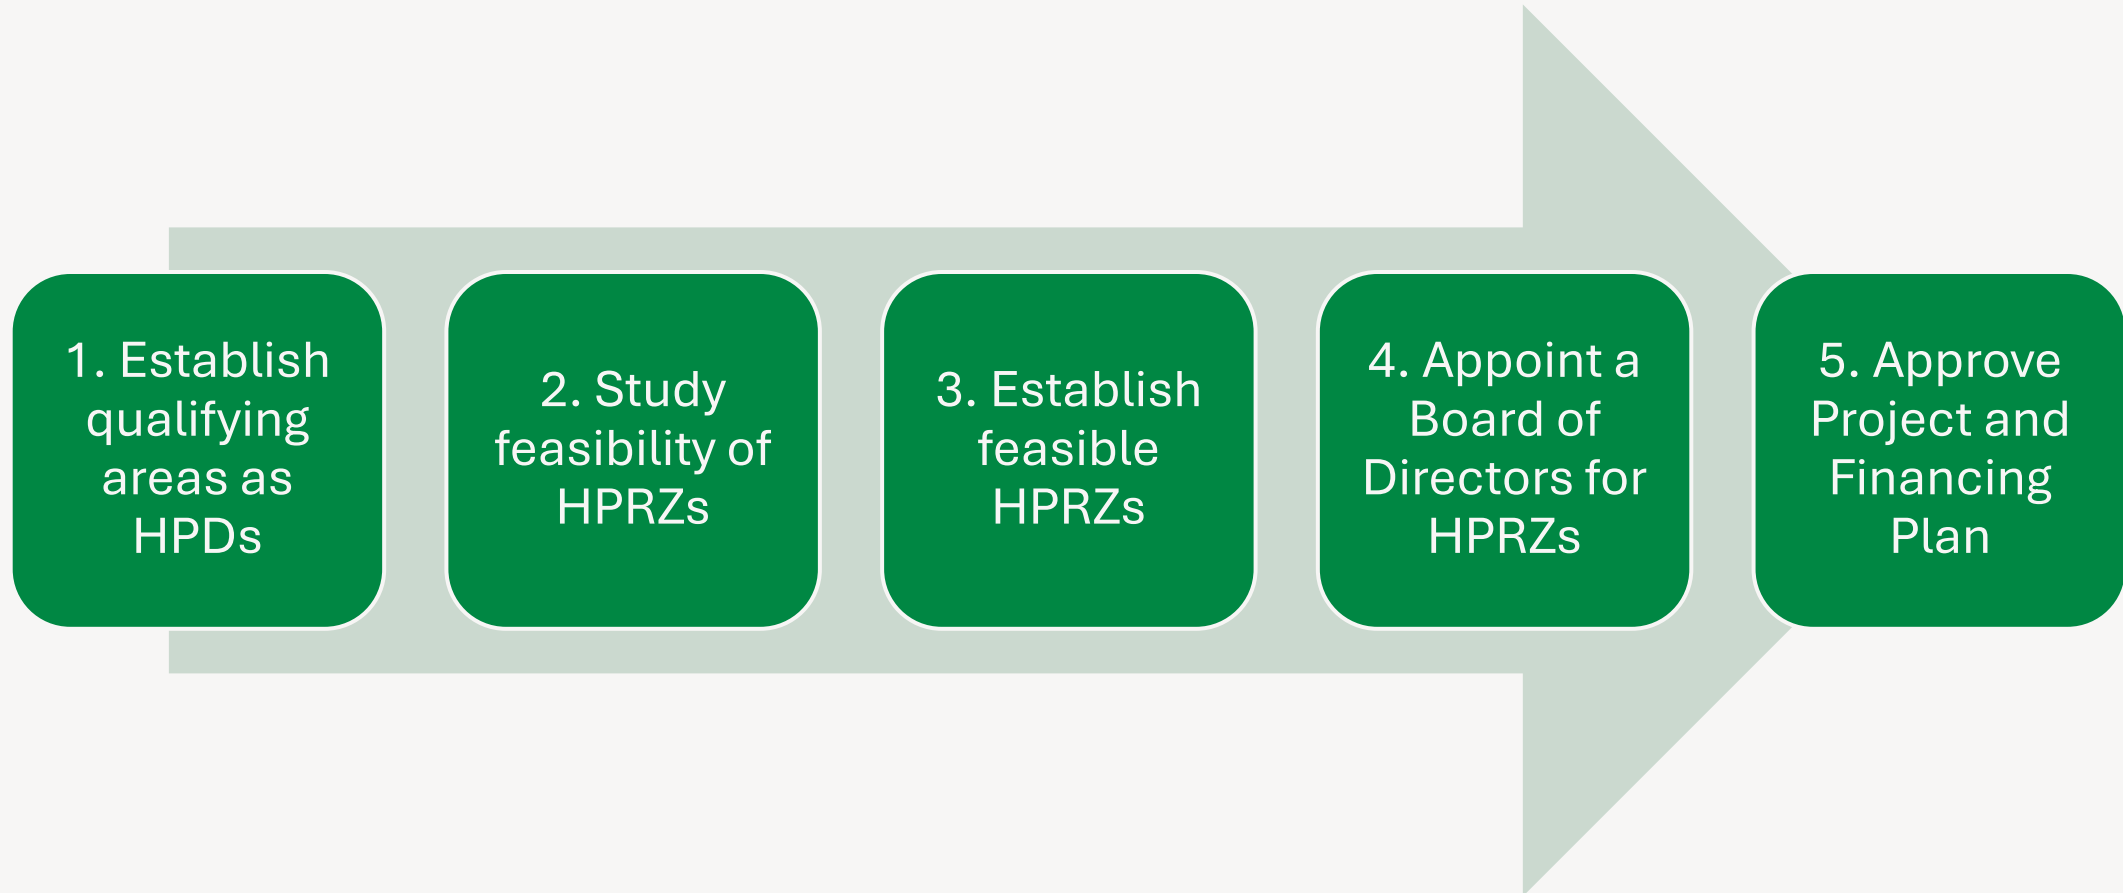 1. Establish
qualifying
areas as
HPDs
2. Study
feasibility of
HPRZs
3. Establish
feasible
HPRZs
4. Appoint a
Board of
Directors for
HPRZs
5. Approve
Project and
Financing
Plan